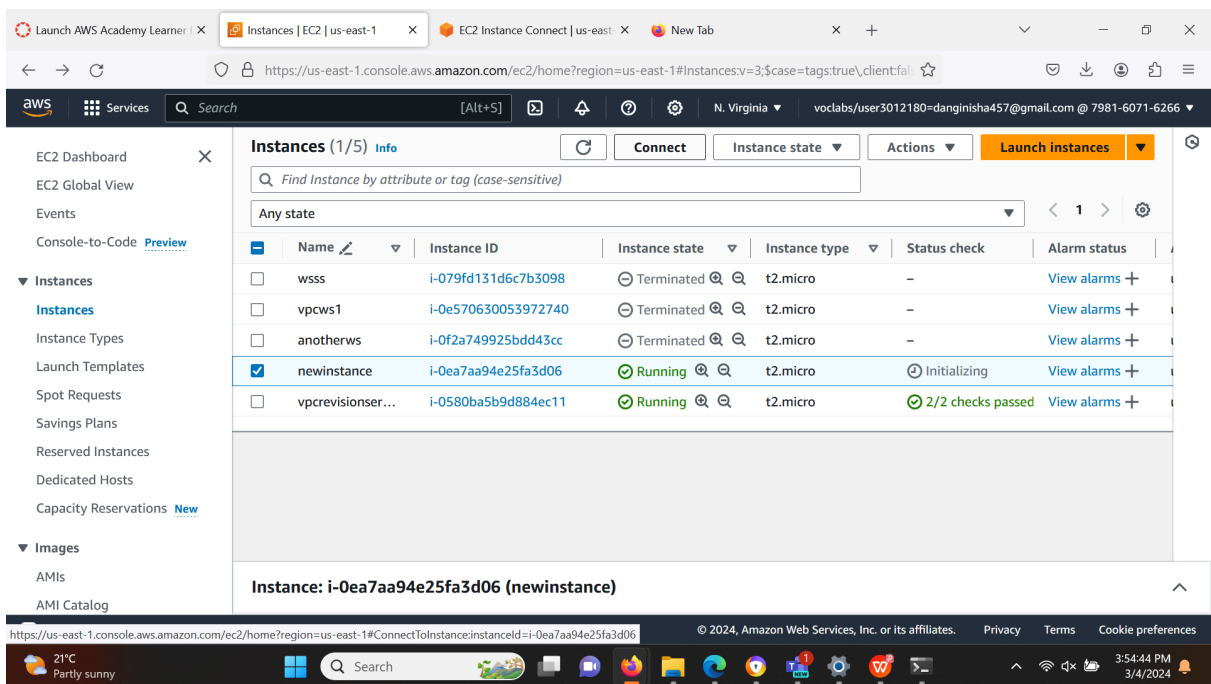 Launch AWS Academy Learner L
Instances | EC2 | us-east-1
EC2 Instance Connect | us-east-
New Tab
https://us-east-1.console.aws.amazon.com/ec2/home?region=us-east-1#Instances:v=3;$case=tags:true\,client:fals
aws
Services
Search
[Alt+S]
N. Virginia
voclabs/user3012180=danginisha457@gmail.com @ 7981-6071-6266
EC2 Dashboard
EC2 Global View
Events
Console-to-Code Preview
Instances
Instances
Instance Types
Launch Templates
Spot Requests
Savings Plans
Reserved Instances
Dedicated Hosts
Capacity Reservations New
Images
AMIs
AMI Catalog
Instances (1/5) Info
Connect
Instance state
Actions
Launch instances
Find Instance by attribute or tag (case-sensitive)
Any state
1
Name Instance ID Instance state Instance type Status check Alarm status
wsss i-079fd131d6c7b3098 Terminated t2.micro – View alarms +
vpcws1 i-0e570630053972740 Terminated t2.micro – View alarms +
anotherws i-0f2a749925bdd43cc Terminated t2.micro – View alarms +
newinstance i-0ea7aa94e25fa3d06 Running t2.micro Initializing View alarms +
vpcrevisionser... i-0580ba5b9d884ec11 Running t2.micro 2/2 checks passed View alarms +
Instance: i-0ea7aa94e25fa3d06 (newinstance)
https://us-east-1.console.aws.amazon.com/ec2/home?region=us-east-1#ConnectToInstance:instanceId=i-0ea7aa94e25fa3d06
© 2024, Amazon Web Services, Inc. or its affiliates.
Privacy
Terms
Cookie preferences
21°C
Partly sunny
Search
1
NEW
3:54:44 PM
3/4/2024